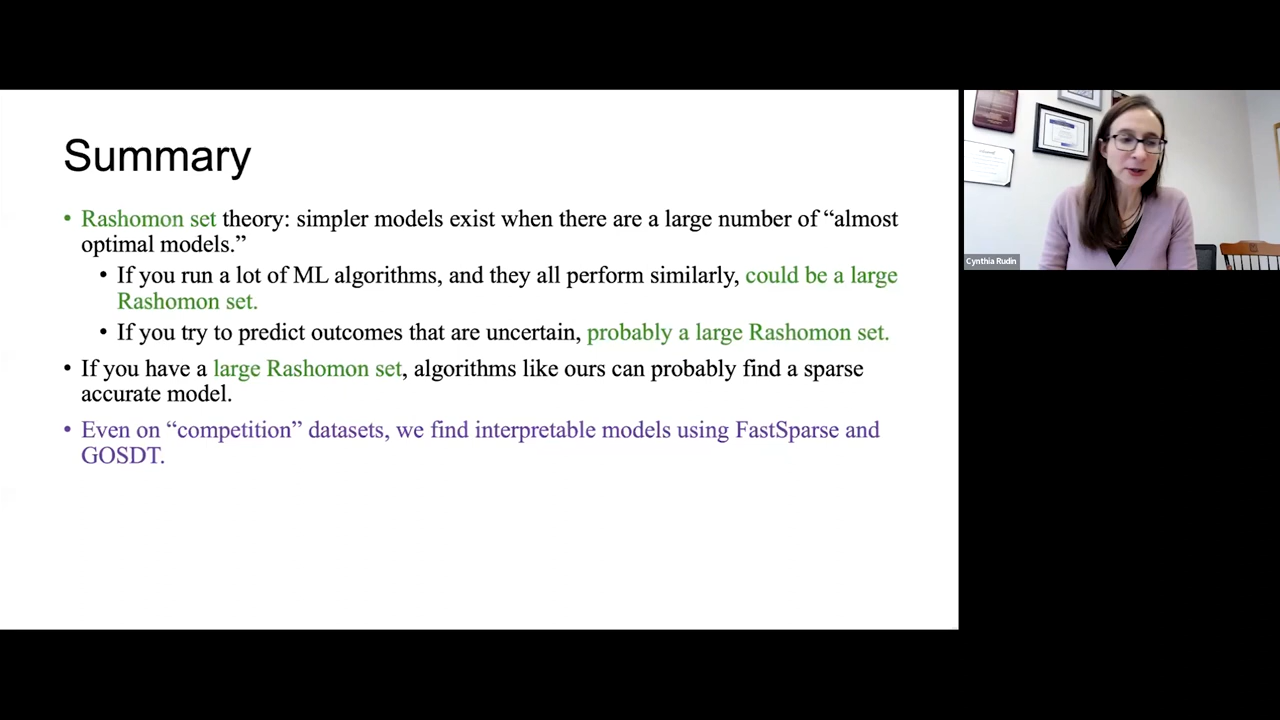 Summary
• Rashomon set theory: simpler models exist when there are a large number of “almost
optimal models.”
• If you run a lot of ML algorithms, and they all perform similarly, could be a large
Rashomon set.
• If you try to predict outcomes that are uncertain, probably a large Rashomon set.
• If you have a large Rashomon set, algorithms like ours can probably find a sparse
accurate model.
• Even on “competition” datasets, we find interpretable models using FastSparse and
GOSDT.
Cynthia Rudin